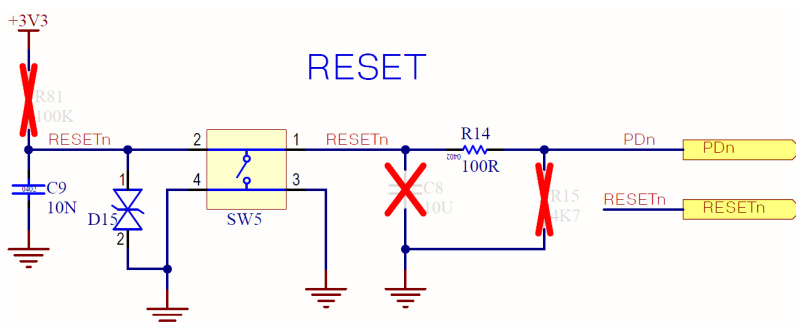 +3V3
RESET
R81
100K
RESETn
2
1
RESETn
R14
0402
100R
PDn
PDn
C9
0402
10N
1
D15
2
4
3
SW5
C8
10U
R15
4K7
RESETn
RESETn